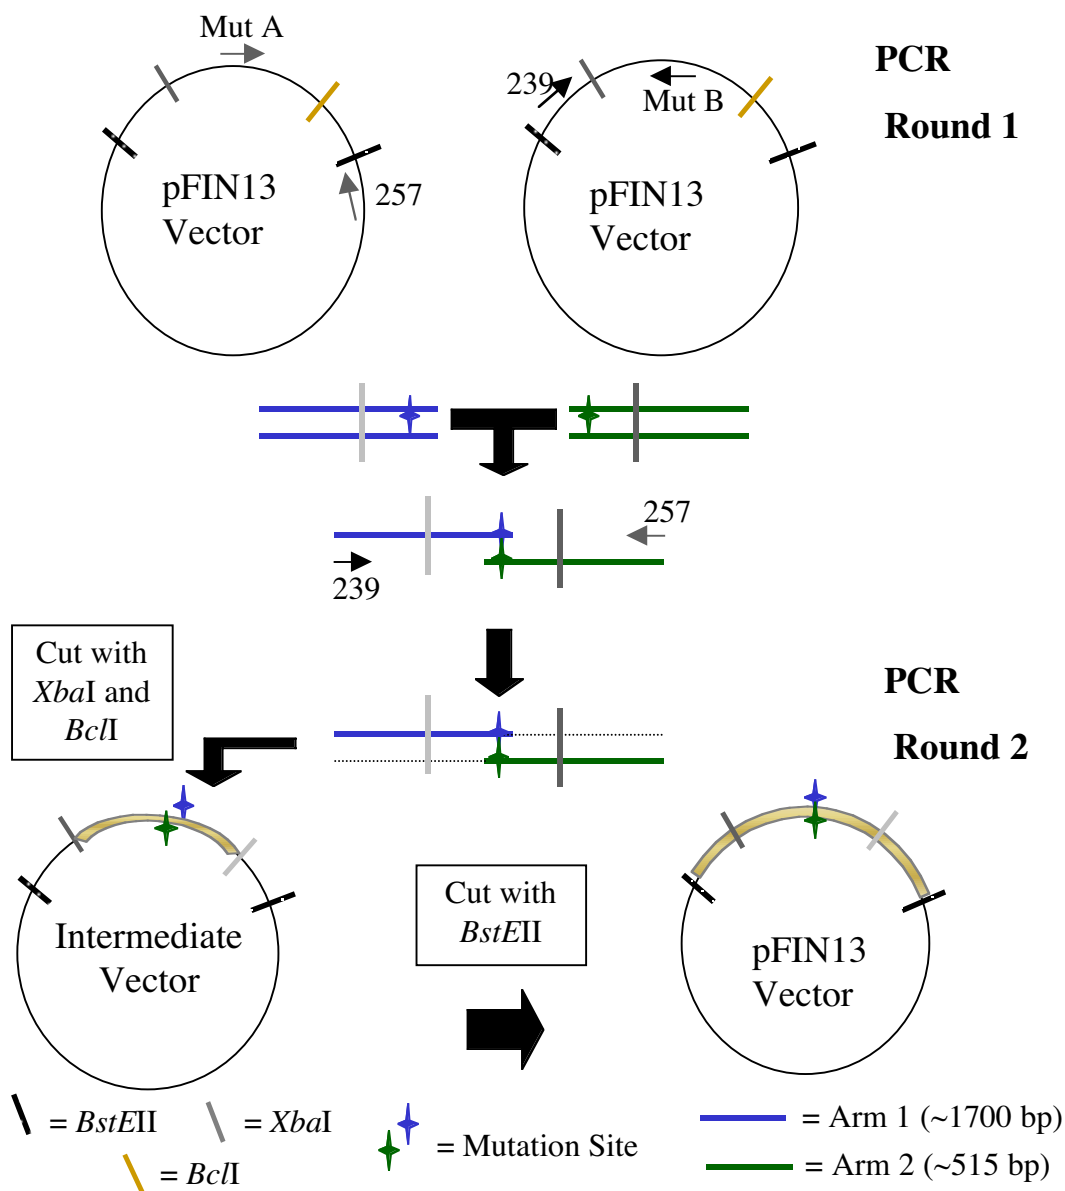 Mut A
PCR
239
Mut B
Round 1
pFIN13
Vector
257
pFIN13
Vector
257
239
Cut with
XbaI and
BclI
PCR
Round 2
Intermediate
Vector
Cut with
BstEII
pFIN13
Vector
= BstEII
= XbaI
= BclI
= Mutation Site
= Arm 1 (~1700 bp)
= Arm 2 (~515 bp)